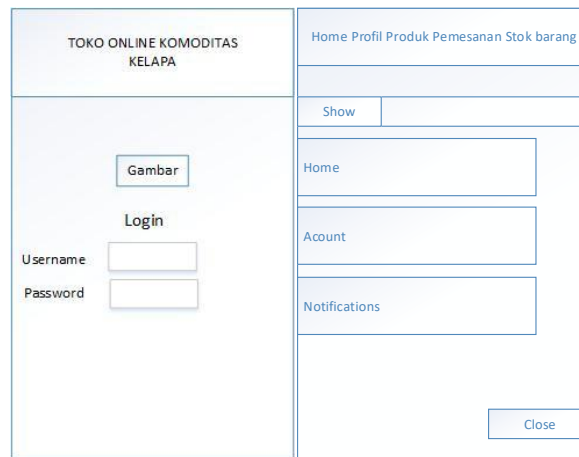 TOKO ONLINE KOMODITAS
KELAPA
Gambar
Login
Username
Password
Home Profil Produk Pemesanan Stok barang
Show
Home
Acount
Notifications
Close